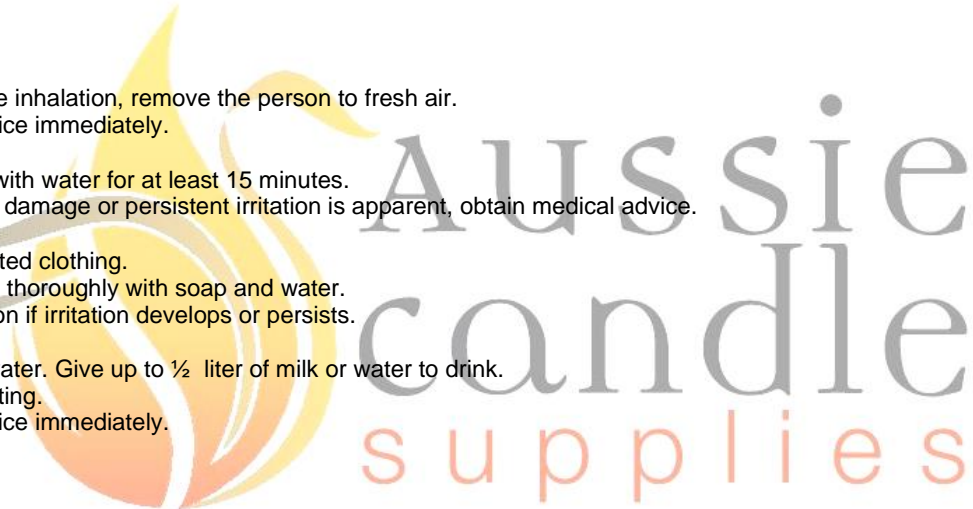 e inhalation, remove the person to fresh air.
ice immediately.
with water for at least 15 minutes.
damage or persistent irritation is apparent, obtain medical advice.
ted clothing.
thoroughly with soap and water.
on if irritation develops or persists.
ater. Give up to ½ liter of milk or water to drink.
ting.
ice immediately.
Aussie
candle
supplies